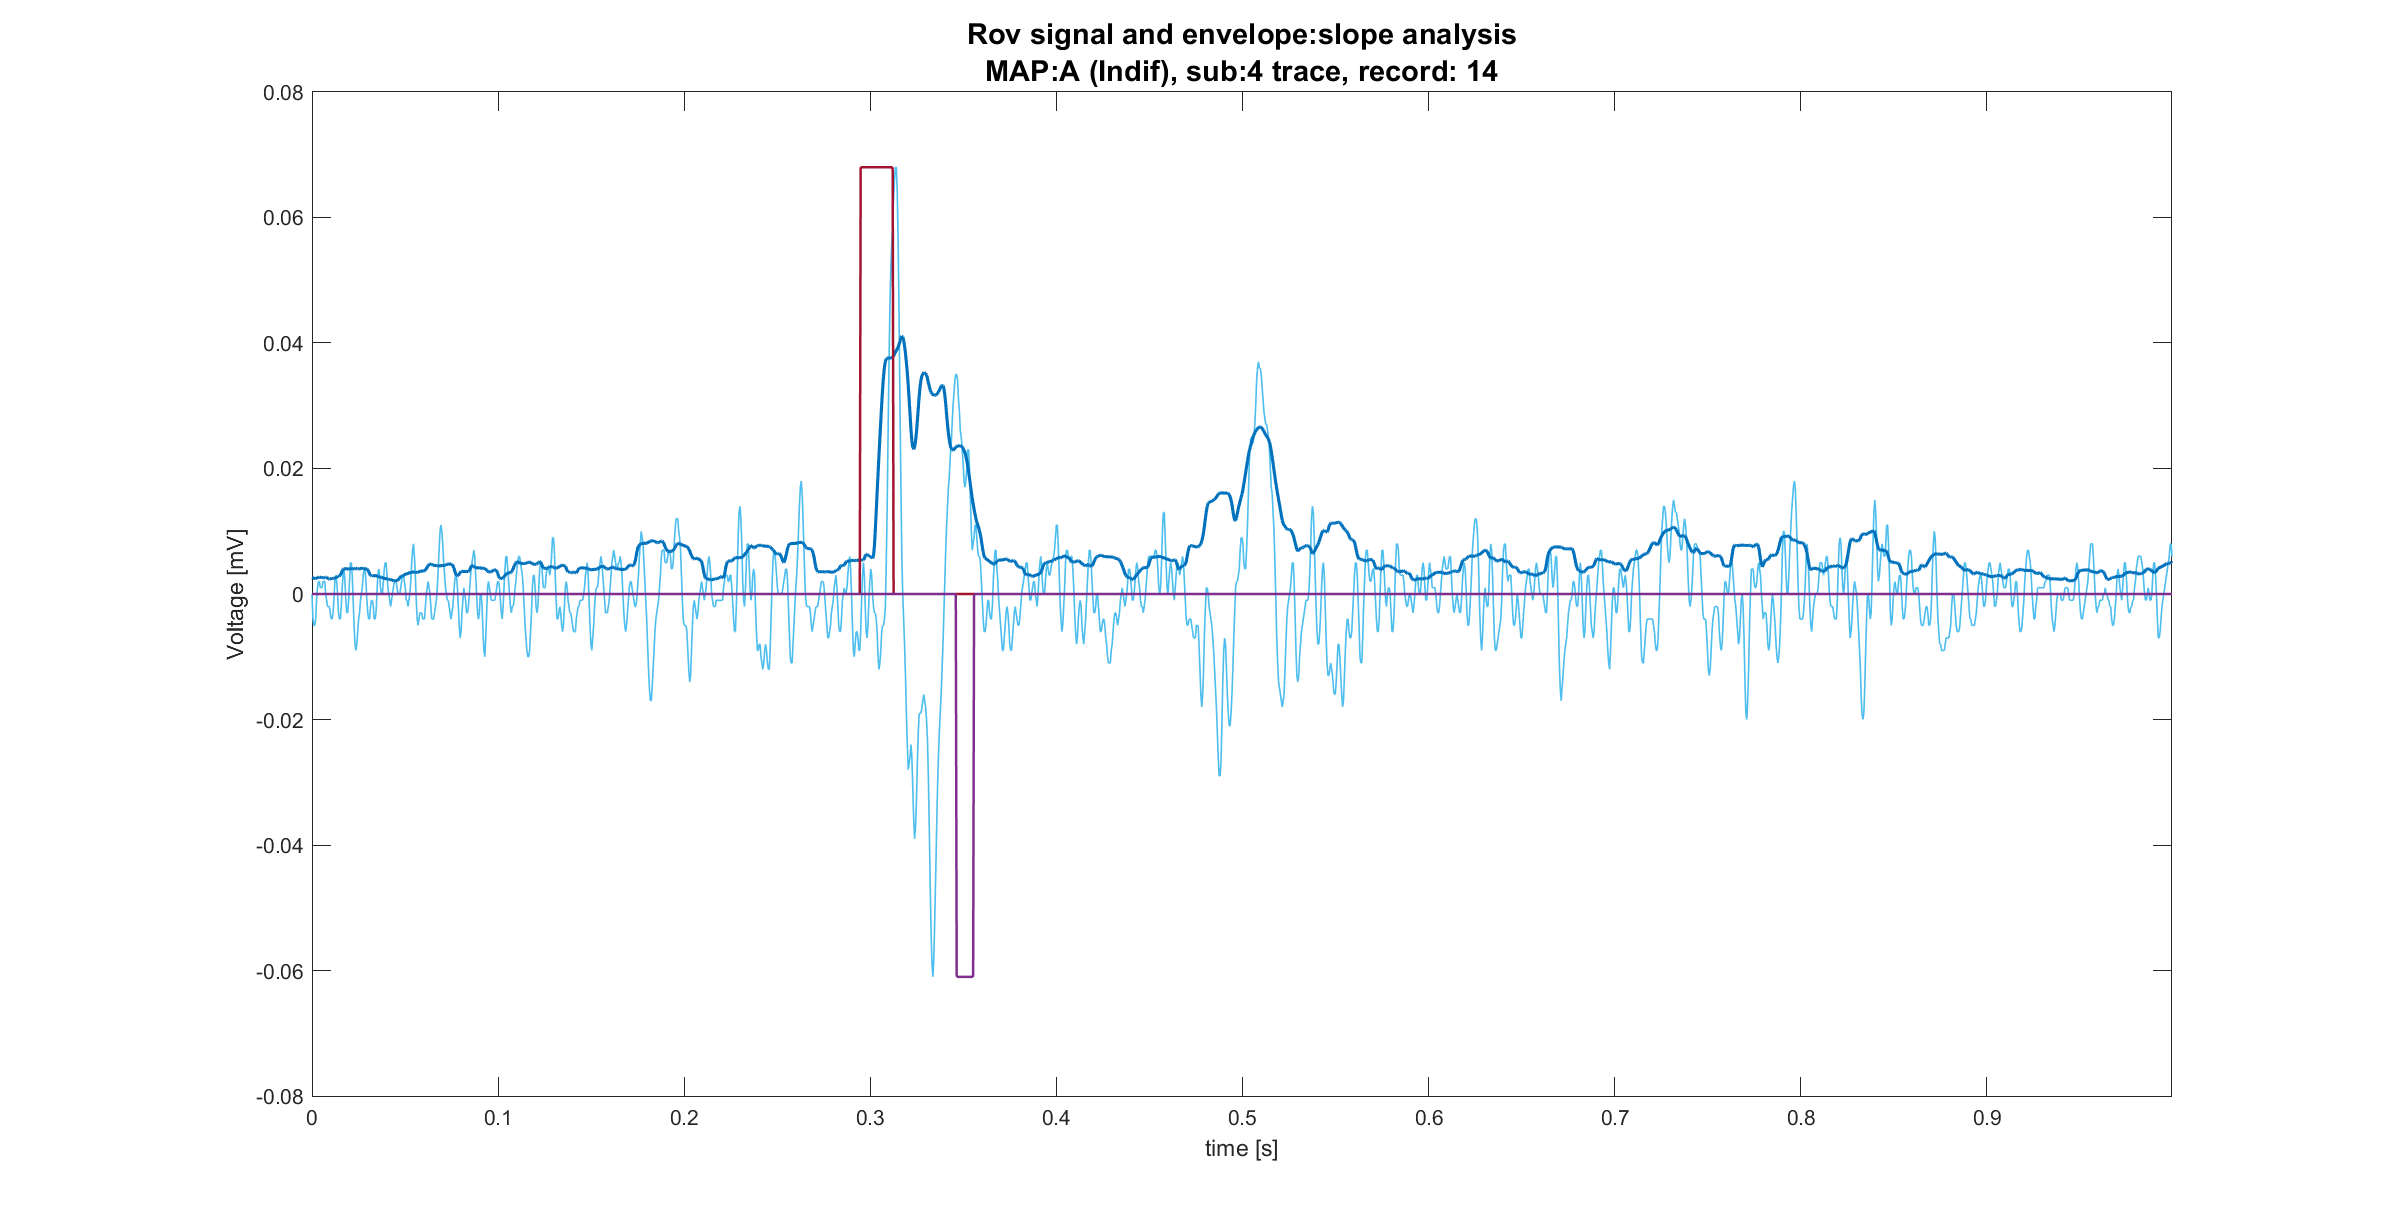 Rov signal and envelope:slope analysis
MAP:A (Indif), sub:4 trace, record: 14
0.08
0.06
0.04
0.02
0
-0.02
-0.04
-0.06
-0.08
Voltage [mV]
0 0.1 0.2 0.3 0.4 0.5 0.6 0.7 0.8 0.9
time [s]